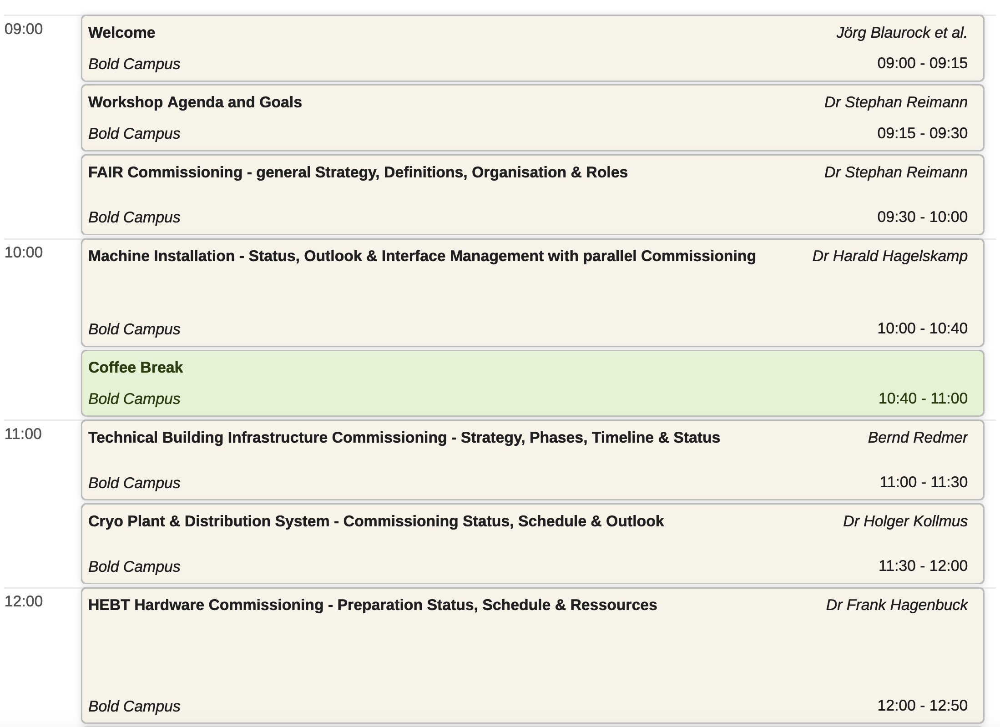 09:00
Welcome Jörg Blaurock et al.
Bold Campus 09:00 - 09:15
Workshop Agenda and Goals Dr Stephan Reimann
Bold Campus 09:15 - 09:30
FAIR Commissioning - general Strategy, Definitions, Organisation & Roles Dr Stephan Reimann
Bold Campus 09:30 - 10:00
10:00
Machine Installation - Status, Outlook & Interface Management with parallel Commissioning Dr Harald Hagelskamp
Bold Campus 10:00 - 10:40
Coffee Break
Bold Campus 10:40 - 11:00
11:00
Technical Building Infrastructure Commissioning - Strategy, Phases, Timeline & Status Bernd Redmer
Bold Campus 11:00 - 11:30
Cryo Plant & Distribution System - Commissioning Status, Schedule & Outlook Dr Holger Kollmus
Bold Campus 11:30 - 12:00
12:00
HEBT Hardware Commissioning - Preparation Status, Schedule & Ressources Dr Frank Hagenbuck
Bold Campus 12:00 - 12:50